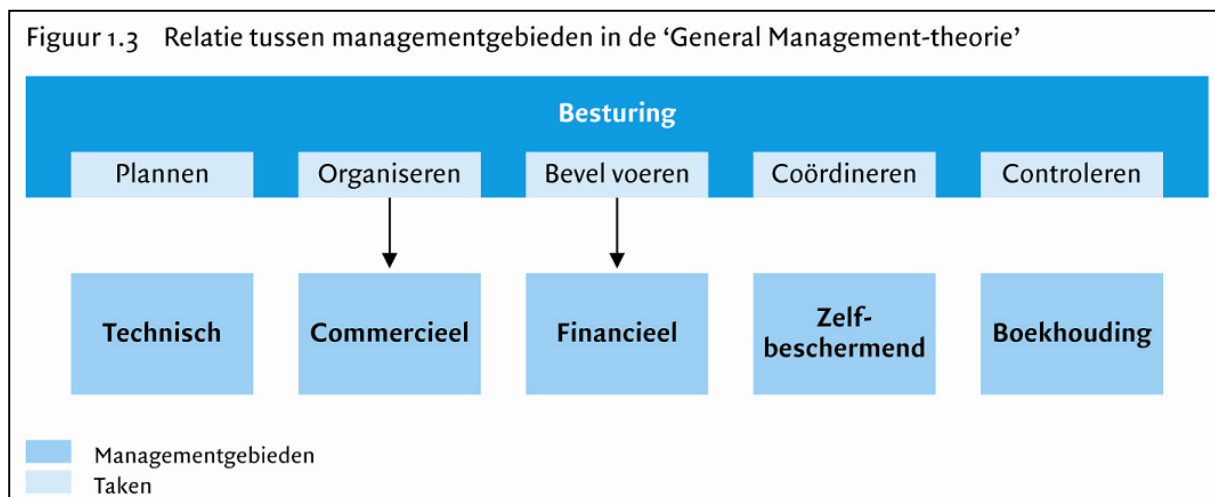 Figuur 1.3 Relatie tussen managementgebieden in de ‘General Management-theorie’
Besturing
Plannen
Organiseren
Bevel voeren
Coördineren
Controleren
Technisch
Commercieel
Financieel
Zelf-
beschermend
Boekhouding
Managementgebieden
Taken